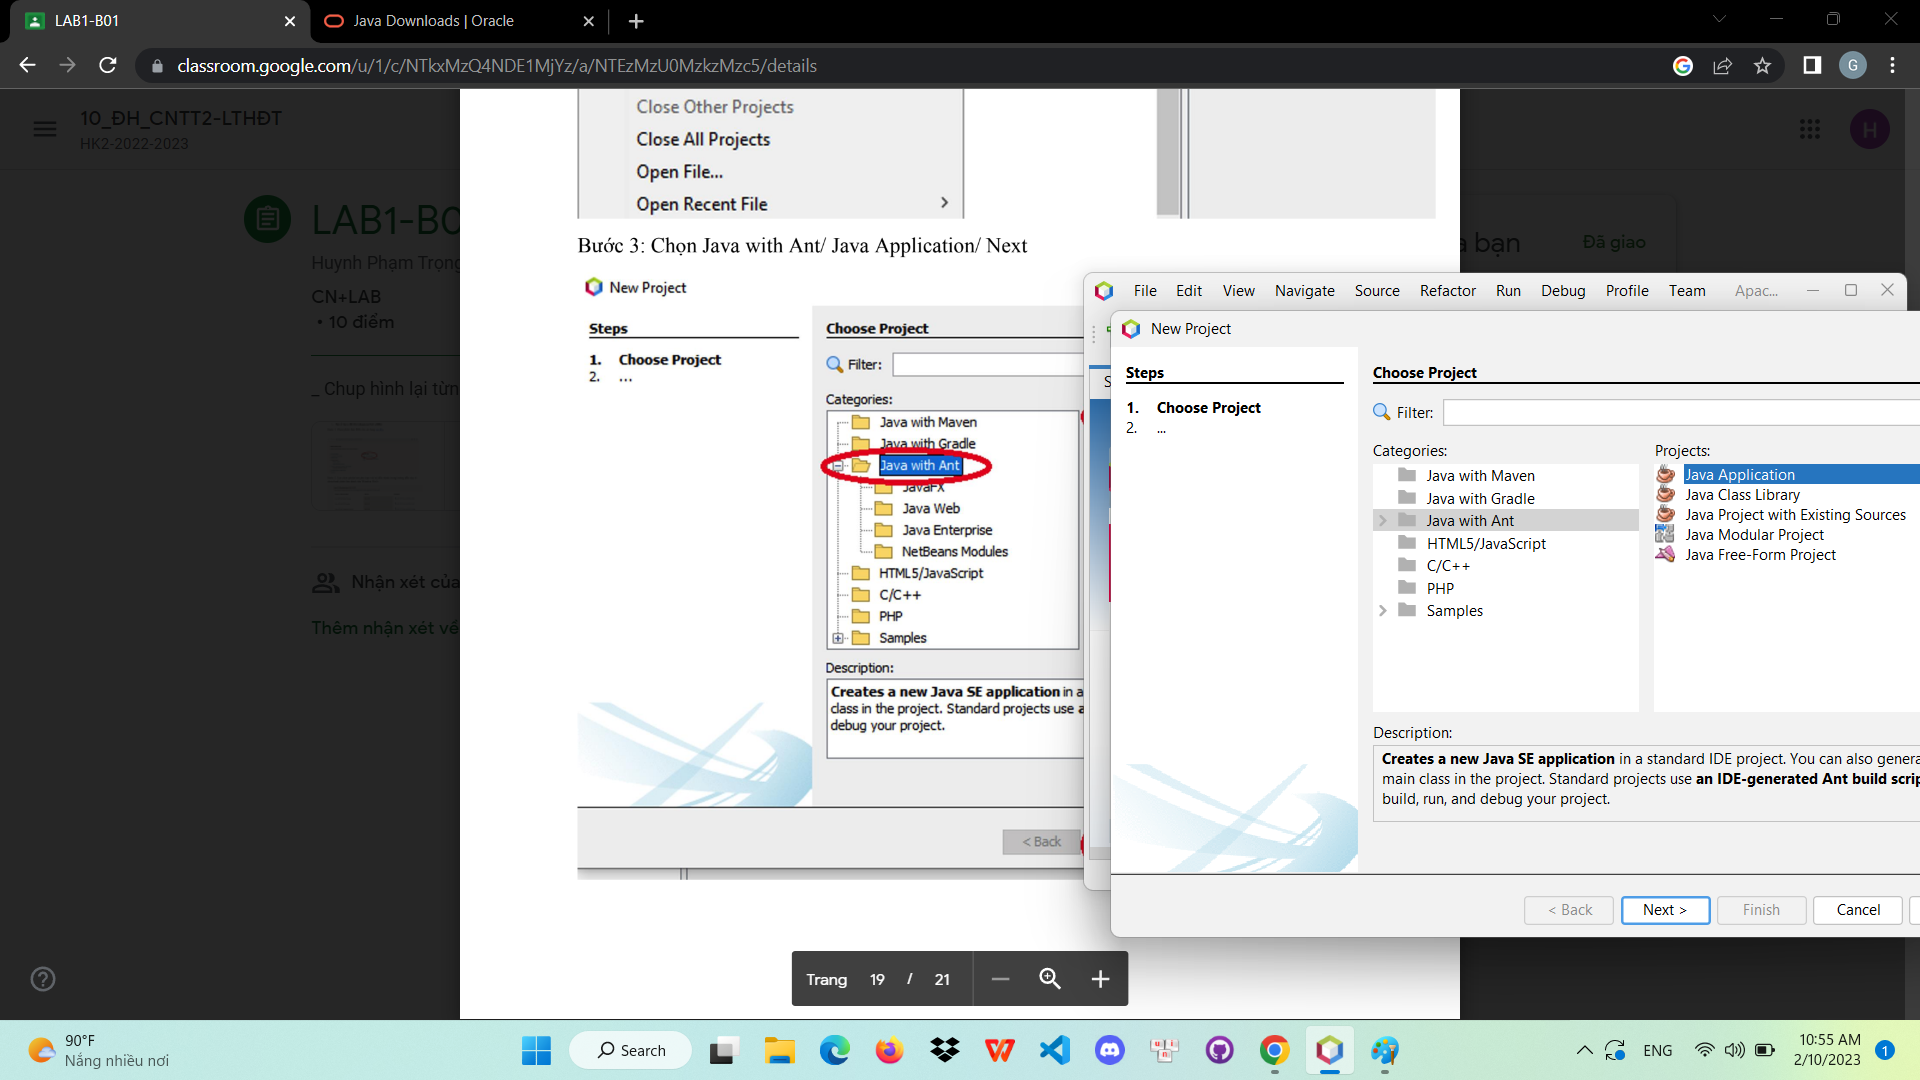 LAB1-B01
Java Downloads | Oracle
classroom.google.com/u/1/c/NTkxMzQ4NDE1MjYz/a/NTEzMzU0MzkzMzc5/details
G
10_ĐH_CNTT2-LTHĐT
HK2-2022-2023
H
LAB1-B0
Huynh Phạm Trọng
CN+LAB
• 10 điểm
_ Chụp hình lại từn
Nhận xét của
Thêm nhận xét về
a bạn
Đã giao
Close Other Projects
Close All Projects
Open File...
Open Recent File
Bước 3: Chọn Java with Ant/ Java Application/ Next
New Project
Steps
1. Choose Project
2. ...
Choose Project
Filter:
Categories:
Java with Maven
Java with Gradle
Java with Ant
JavaFX
Java Web
Java Enterprise
NetBeans Modules
HTML5/JavaScript
C/C++
PHP
Samples
Description:
Creates a new Java SE application in a
class in the project. Standard projects use a
debug your project.
< Back
File Edit View Navigate Source Refactor Run Debug Profile Team Apac...
S
New Project
Steps
1. Choose Project
2. ...
Choose Project
Filter:
Categories:
Java with Maven
Java with Gradle
Java with Ant
HTML5/JavaScript
C/C++
PHP
Samples
Projects:
Java Application
Java Class Library
Java Project with Existing Sources
Java Modular Project
Java Free-Form Project
Description:
Creates a new Java SE application in a standard IDE project. You can also genera
main class in the project. Standard projects use an IDE-generated Ant build scrip
build, run, and debug your project.
< Back
Next >
Finish
Cancel
Trang 19 / 21
90°F
Nắng nhiều nơi
Search
ENG
10:55 AM
2/10/2023
1